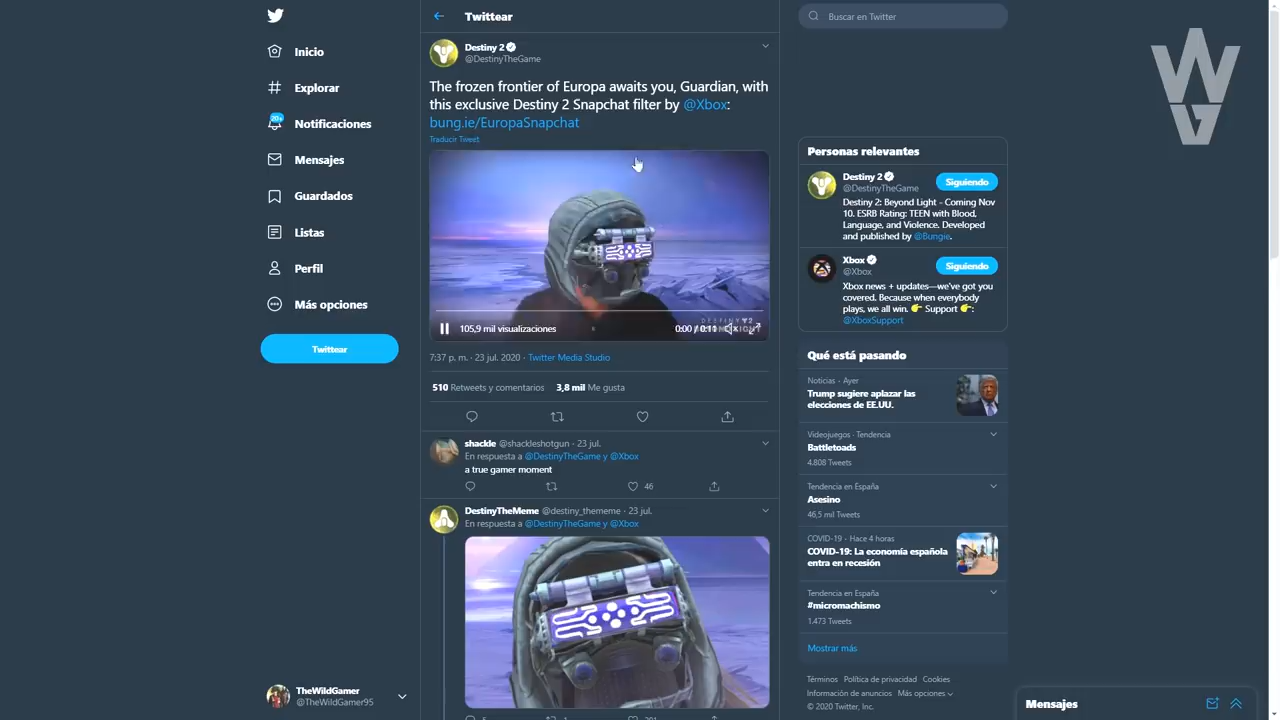 Inicio
Explorar
20+
Notificaciones
Mensajes
Guardados
Listas
Perfil
Más opciones
Twittear
TheWildGamer
@TheWildGamer95
Twittear
Destiny 2
@DestinyTheGame
The frozen frontier of Europa awaits you, Guardian, with
this exclusive Destiny 2 Snapchat filter by @Xbox:
bung.ie/EuropaSnapchat
Traducir Tweet
105,9 mil visualizaciones
0:00 / 0:11
7:37 p. m. · 23 jul. 2020 · Twitter Media Studio
510 Retweets y comentarios 3,8 mil Me gusta
shackle @shackleshotgun · 23 jul.
En respuesta a @DestinyTheGame y @Xbox
a true gamer moment
46
DestinyTheMeme @destiny_thememe · 23 jul.
En respuesta a @DestinyTheGame y @Xbox
Buscar en Twitter
WG
Personas relevantes
Destiny 2
@DestinyTheGame
Siguiendo
Destiny 2: Beyond Light - Coming Nov
10. ESRB Rating: TEEN with Blood,
Language, and Violence. Developed
and published by @Bungie.
Xbox
@Xbox
Siguiendo
Xbox news + updates—we've got you
covered. Because when everybody
plays, we all win. 👉 Support 👉:
@XboxSupport
Qué está pasando
Noticias · Ayer
Trump sugiere aplazar las
elecciones de EE.UU.
Videojuegos · Tendencia
Battletoads
4.808 Tweets
Tendencia en España
Asesino
46,5 mil Tweets
COVID-19 · Hace 4 horas
COVID-19: La economía española
entra en recesión
Tendencia en España
#micromachismo
1.473 Tweets
Mostrar más
Términos Política de privacidad Cookies
Información de anuncios Más opciones
© 2020 Twitter, Inc.
Mensajes